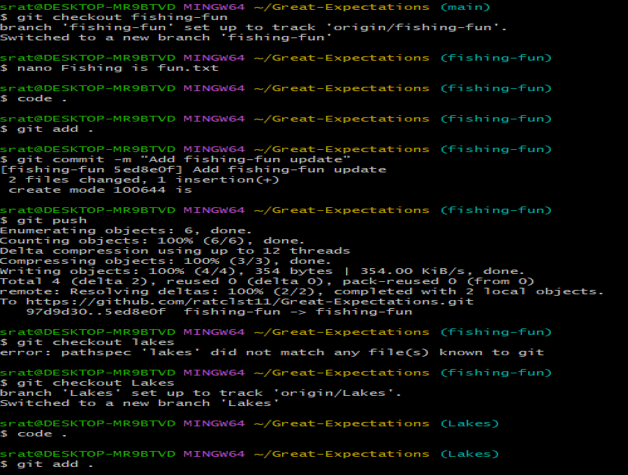 srat@DESKTOP-MR9BTVD MINGW64 ~/Great-Expectations (main)
$ git checkout fishing-fun
branch 'fishing-fun' set up to track 'origin/fishing-fun'.
Switched to a new branch 'fishing-fun'
srat@DESKTOP-MR9BTVD MINGW64 ~/Great-Expectations (fishing-fun)
$ nano Fishing is fun.txt
srat@DESKTOP-MR9BTVD MINGW64 ~/Great-Expectations (fishing-fun)
$ code .
srat@DESKTOP-MR9BTVD MINGW64 ~/Great-Expectations (fishing-fun)
$ git add .
srat@DESKTOP-MR9BTVD MINGW64 ~/Great-Expectations (fishing-fun)
$ git commit -m "Add fishing-fun update"
[fishing-fun 5ed8e0f] Add fishing-fun update
 2 files changed, 1 insertion(+)
 create mode 100644 is
srat@DESKTOP-MR9BTVD MINGW64 ~/Great-Expectations (fishing-fun)
$ git push
Enumerating objects: 6, done.
Counting objects: 100% (6/6), done.
Delta compression using up to 12 threads
Compressing objects: 100% (3/3), done.
Writing objects: 100% (4/4), 354 bytes | 354.00 KiB/s, done.
Total 4 (delta 2), reused 0 (delta 0), pack-reused 0 (from 0)
remote: Resolving deltas: 100% (2/2), completed with 2 local objects.
To https://github.com/ratclst11/Great-Expectations.git
   97d9d30..5ed8e0f  fishing-fun -> fishing-fun
srat@DESKTOP-MR9BTVD MINGW64 ~/Great-Expectations (fishing-fun)
$ git checkout lakes
error: pathspec 'lakes' did not match any file(s) known to git
srat@DESKTOP-MR9BTVD MINGW64 ~/Great-Expectations (fishing-fun)
$ git checkout Lakes
branch 'Lakes' set up to track 'origin/Lakes'.
Switched to a new branch 'Lakes'
srat@DESKTOP-MR9BTVD MINGW64 ~/Great-Expectations (Lakes)
$ code .
srat@DESKTOP-MR9BTVD MINGW64 ~/Great-Expectations (Lakes)
$ git add .